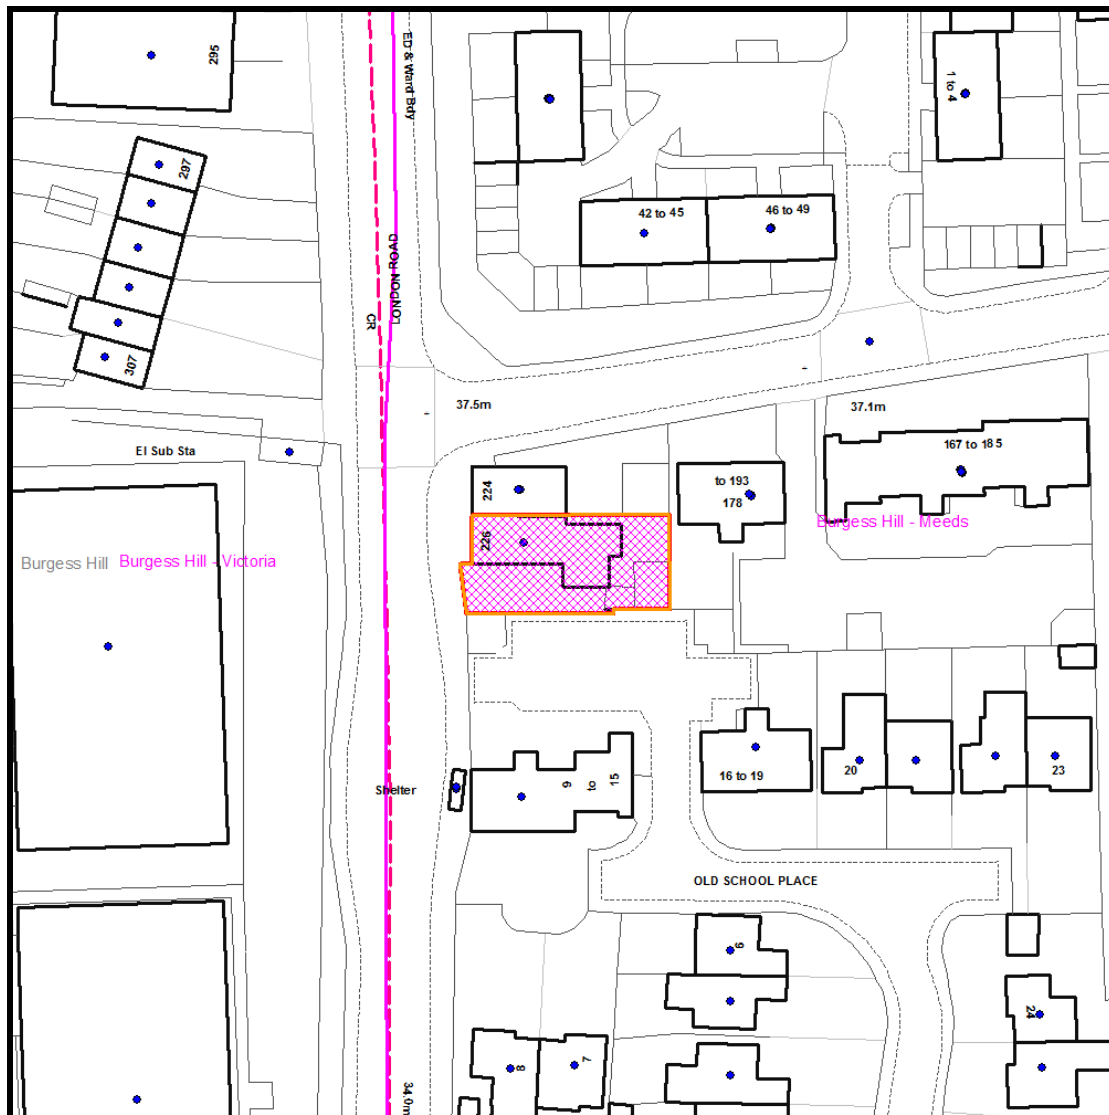 295
ED & Ward Bdy
1 to 4
297
42 to 45
46 to 49
LONDON ROAD
CR
307
37.5m
37.1m
El Sub Sta
167 to 185
224
to 193
178
Burgess Hill - Meeds
226
Burgess Hill
Burgess Hill - Victoria
Shelter
9
to
15
16 to 19
20
23
OLD SCHOOL PLACE
9
24
8
7
34.0m